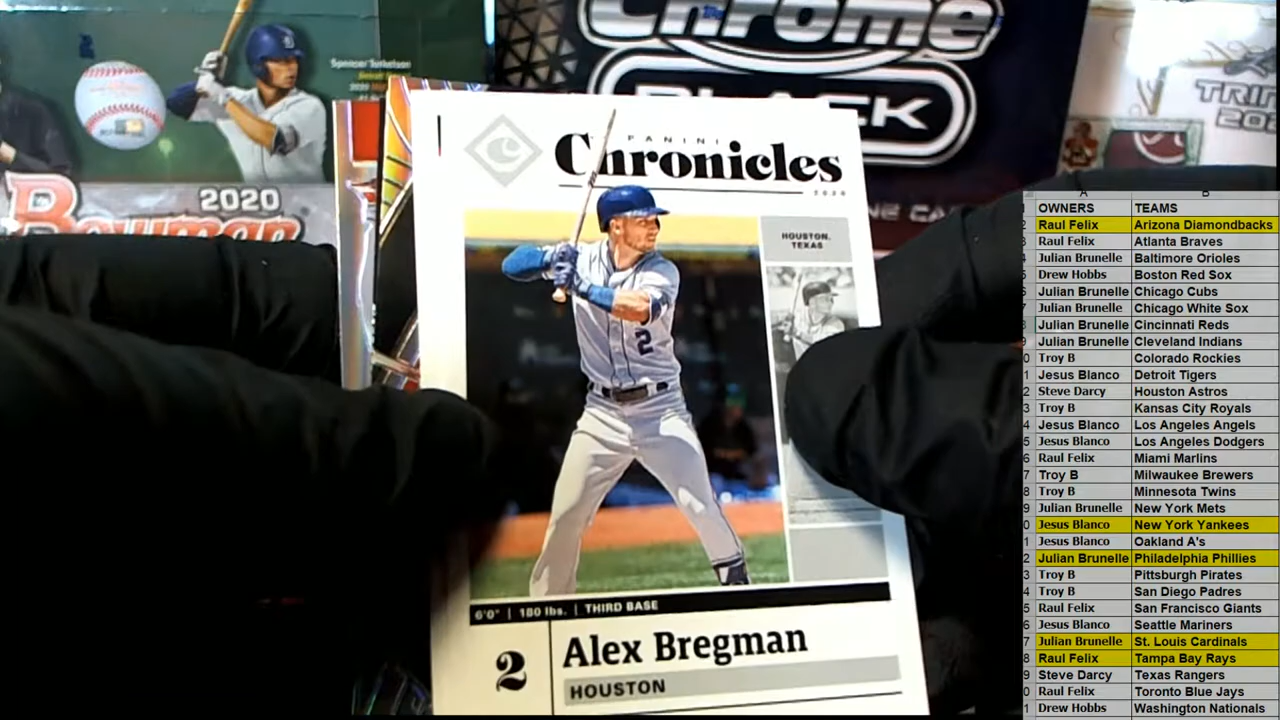 Spencer Torkelson
2020
Bowman
Chrome
BLACK
PANINI
Chronicles
2020
HOUSTON, TEXAS
2
6'0" | 180 lbs. | THIRD BASE
2
Alex Bregman
HOUSTON
A B
OWNERS TEAMS
Raul Felix Arizona Diamondbacks
Raul Felix Atlanta Braves
Julian Brunelle Baltimore Orioles
Drew Hobbs Boston Red Sox
Julian Brunelle Chicago Cubs
Julian Brunelle Chicago White Sox
Julian Brunelle Cincinnati Reds
Julian Brunelle Cleveland Indians
Troy B Colorado Rockies
Jesus Blanco Detroit Tigers
Steve Darcy Houston Astros
Troy B Kansas City Royals
Jesus Blanco Los Angeles Angels
Jesus Blanco Los Angeles Dodgers
Raul Felix Miami Marlins
Troy B Milwaukee Brewers
Troy B Minnesota Twins
Julian Brunelle New York Mets
Jesus Blanco New York Yankees
Jesus Blanco Oakland A's
Julian Brunelle Philadelphia Phillies
Troy B Pittsburgh Pirates
Troy B San Diego Padres
Raul Felix San Francisco Giants
Jesus Blanco Seattle Mariners
Julian Brunelle St. Louis Cardinals
Raul Felix Tampa Bay Rays
Steve Darcy Texas Rangers
Raul Felix Toronto Blue Jays
Drew Hobbs Washington Nationals